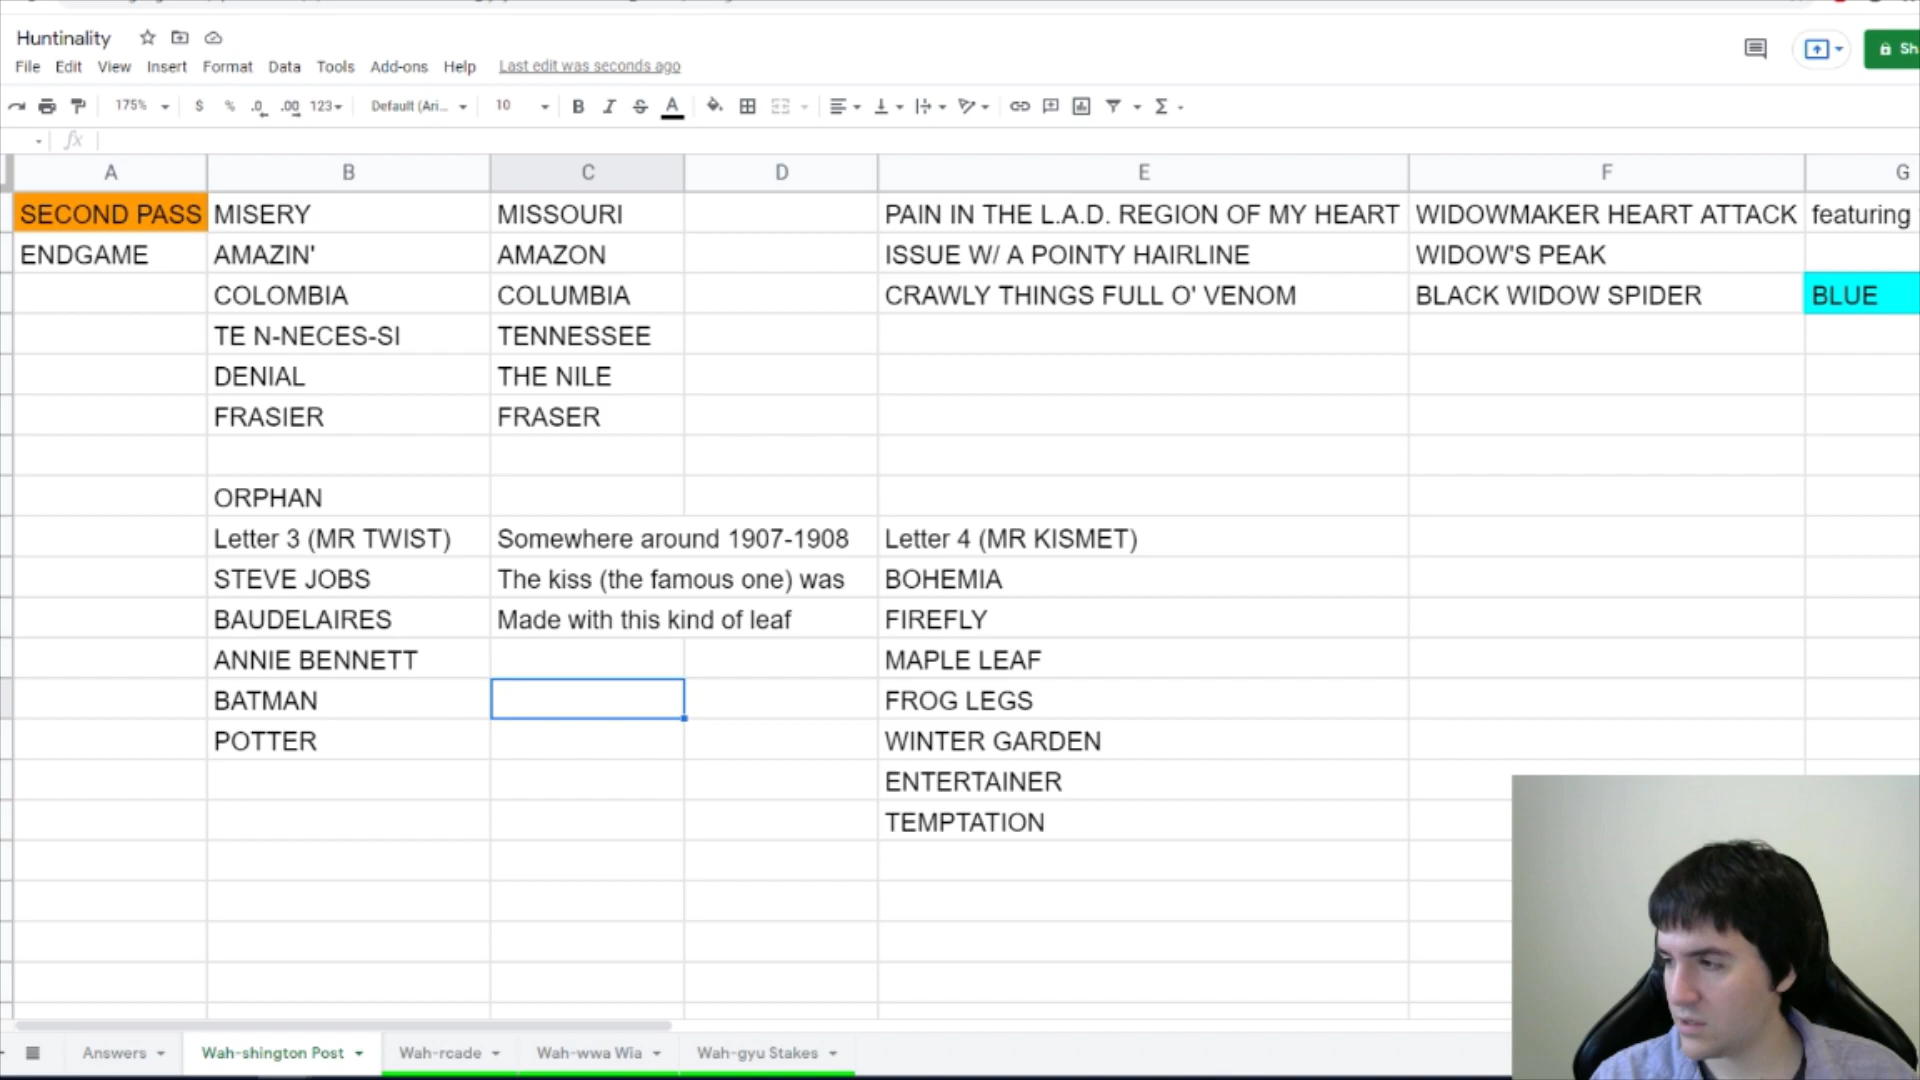 Huntinality
File Edit View Insert Format Data Tools Add-ons Help Last edit was seconds ago
175% $ % .0 .00 123 Default (Ari... 10 B I S A Σ
fx
A B C D E F G
SECOND PASS MISERY MISSOURI PAIN IN THE L.A.D. REGION OF MY HEART WIDOWMAKER HEART ATTACK featuring
ENDGAME AMAZIN' AMAZON ISSUE W/ A POINTY HAIRLINE WIDOW'S PEAK
COLOMBIA COLUMBIA CRAWLY THINGS FULL O' VENOM BLACK WIDOW SPIDER BLUE
TE N-NECES-SI TENNESSEE
DENIAL THE NILE
FRASIER FRASER
ORPHAN
Letter 3 (MR TWIST) Somewhere around 1907-1908 Letter 4 (MR KISMET)
STEVE JOBS The kiss (the famous one) was BOHEMIA
BAUDELAIRES Made with this kind of leaf FIREFLY
ANNIE BENNETT MAPLE LEAF
BATMAN FROG LEGS
POTTER WINTER GARDEN
ENTERTAINER
TEMPTATION
Answers Wah-shington Post Wah-rcade Wah-wwa Wia Wah-gyu Stakes